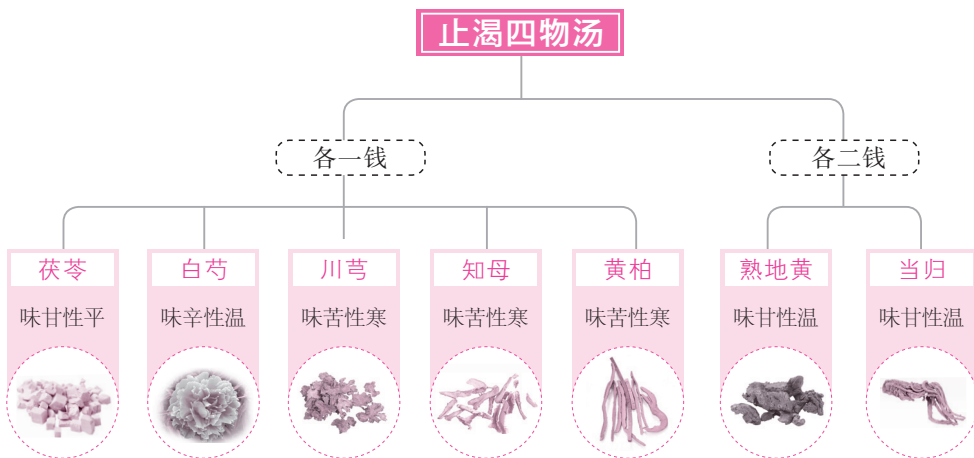 止渴四物汤
各一钱
各二钱
茯苓
白芍
川芎
知母
黄柏
熟地黄
当归
味甘性平
味辛性温
味苦性寒
味苦性寒
味苦性寒
味甘性温
味甘性温